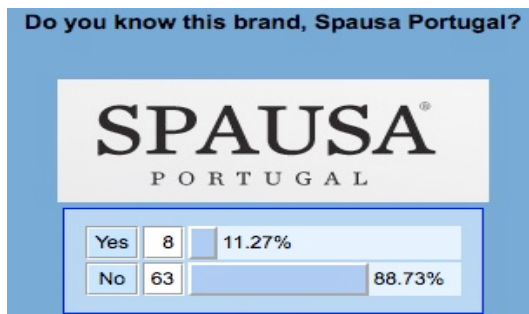 Do you know this brand, Spausa Portugal?
SPAUSA®
PORTUGAL
Yes 8 11.27%
No 63 88.73%